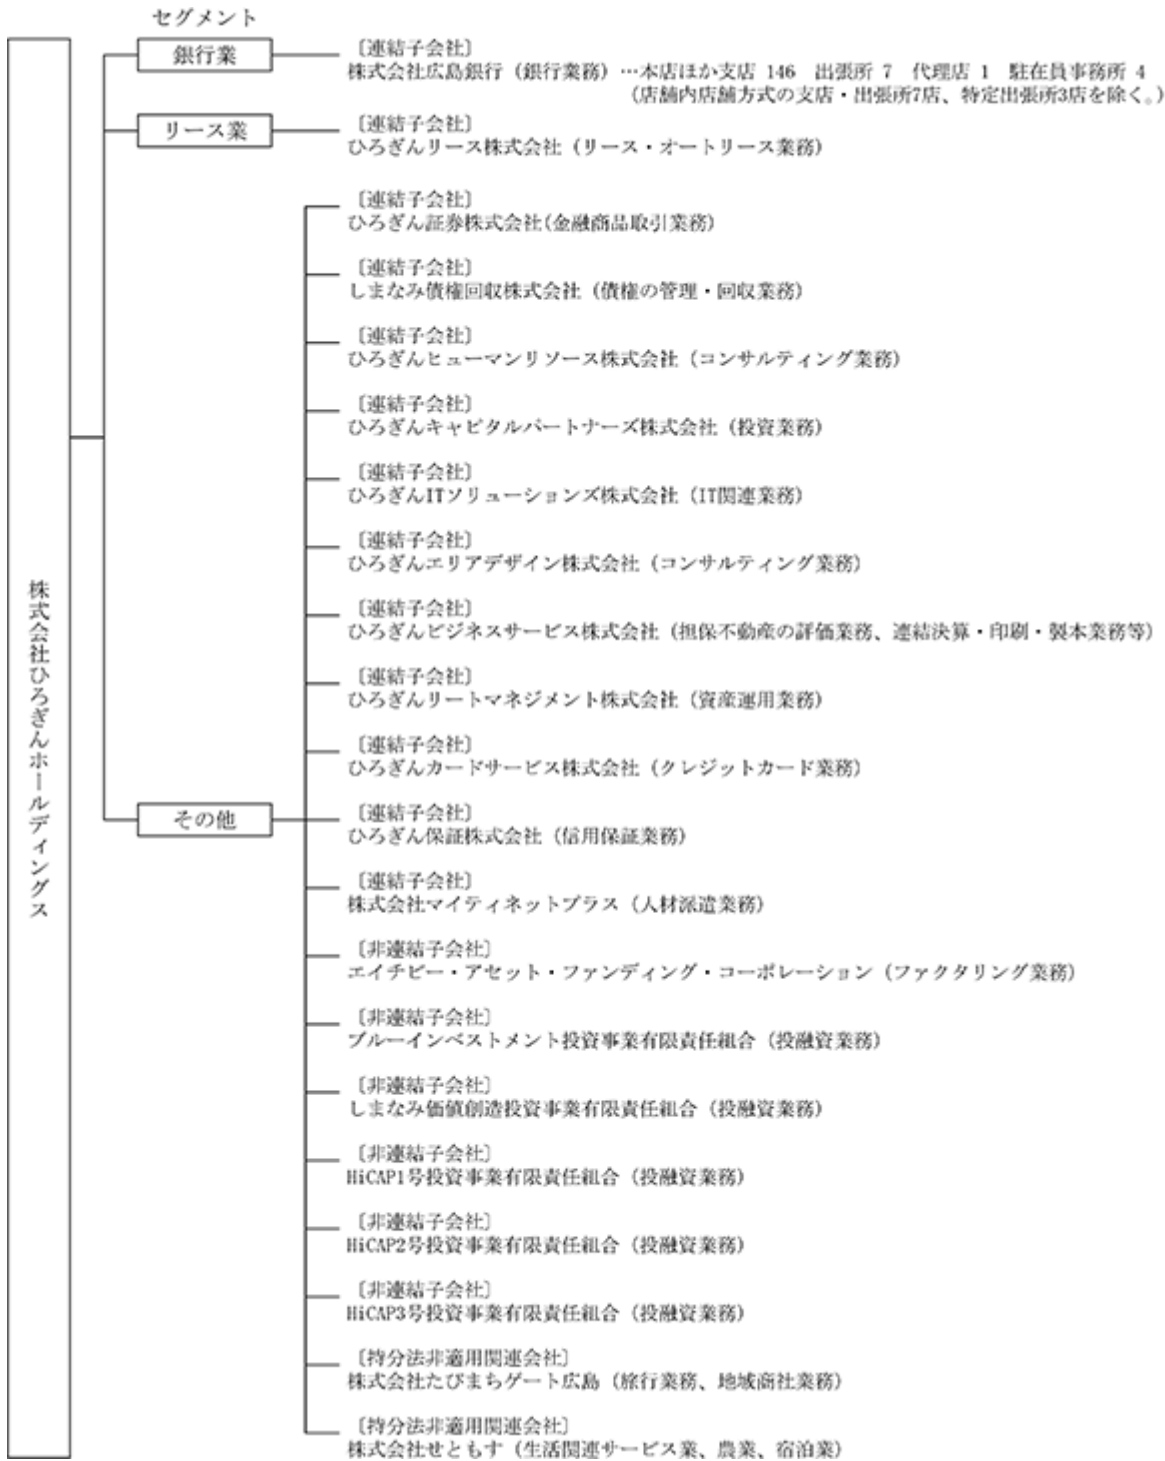 セグメント
銀行業
〔連結子会社〕
株式会社広島銀行（銀行業務）…本店ほか支店 146 出張所 7 代理店 1 駐在員事務所 4
（店舗内店舗方式の支店・出張所7店、特定出張所3店を除く。）
リース業
〔連結子会社〕
ひろぎんリース株式会社（リース・オートリース業務）
〔連結子会社〕
ひろぎん証券株式会社(金融商品取引業務)
〔連結子会社〕
しまなみ債権回収株式会社（債権の管理・回収業務）
〔連結子会社〕
ひろぎんヒューマンリソース株式会社（コンサルティング業務）
〔連結子会社〕
ひろぎんキャピタルパートナーズ株式会社（投資業務）
〔連結子会社〕
ひろぎんITソリューションズ株式会社（IT関連業務）
〔連結子会社〕
ひろぎんエリアデザイン株式会社（コンサルティング業務）
〔連結子会社〕
ひろぎんビジネスサービス株式会社（担保不動産の評価業務、連結決算・印刷・製本業務等）
〔連結子会社〕
ひろぎんリートマネジメント株式会社（資産運用業務）
〔連結子会社〕
ひろぎんカードサービス株式会社（クレジットカード業務）
その他
〔連結子会社〕
ひろぎん保証株式会社（信用保証業務）
〔連結子会社〕
株式会社マイティネットプラス（人材派遣業務）
〔非連結子会社〕
エイチビー・アセット・ファンディング・コーポレーション（ファクタリング業務）
〔非連結子会社〕
ブルーインベストメント投資事業有限責任組合（投融資業務）
〔非連結子会社〕
しまなみ価値創造投資事業有限責任組合（投融資業務）
〔非連結子会社〕
HiCAP1号投資事業有限責任組合（投融資業務）
〔非連結子会社〕
HiCAP2号投資事業有限責任組合（投融資業務）
〔非連結子会社〕
HiCAP3号投資事業有限責任組合（投融資業務）
〔持分法非適用関連会社〕
株式会社たびまちゲート広島（旅行業務、地域商社業務）
〔持分法非適用関連会社〕
株式会社せともす（生活関連サービス業、農業、宿泊業）
株式会社ひろぎんホールディングス